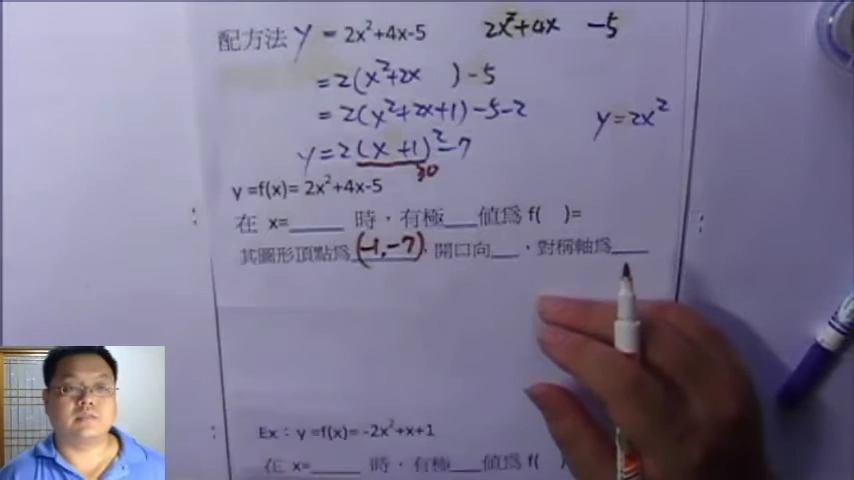 配方法 y = 2x²+4x-5 2x²+4x -5
= 2(x²+2x )-5
= 2(x²+2x+1)-5-2 y=2x²
y=2(x+1)²-7
≥0
y =f(x)= 2x²+4x-5
在 x=____ 時，有極___值為 f( )=
其圖形頂點為(-1,-7)，開口向___，對稱軸為____
Ex：y =f(x)= -2x²+x+1
在 x=_____ 時，有極___值為 f(